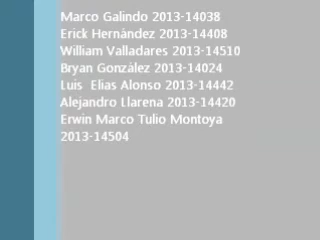 Marco Galindo 2013-14038
Erick Hernández 2013-14408
William Valladares 2013-14510
Bryan González 2013-14024
Luis  Elias Alonso 2013-14442
Alejandro Llarena 2013-14420
Erwin Marco Tulio Montoya
2013-14504